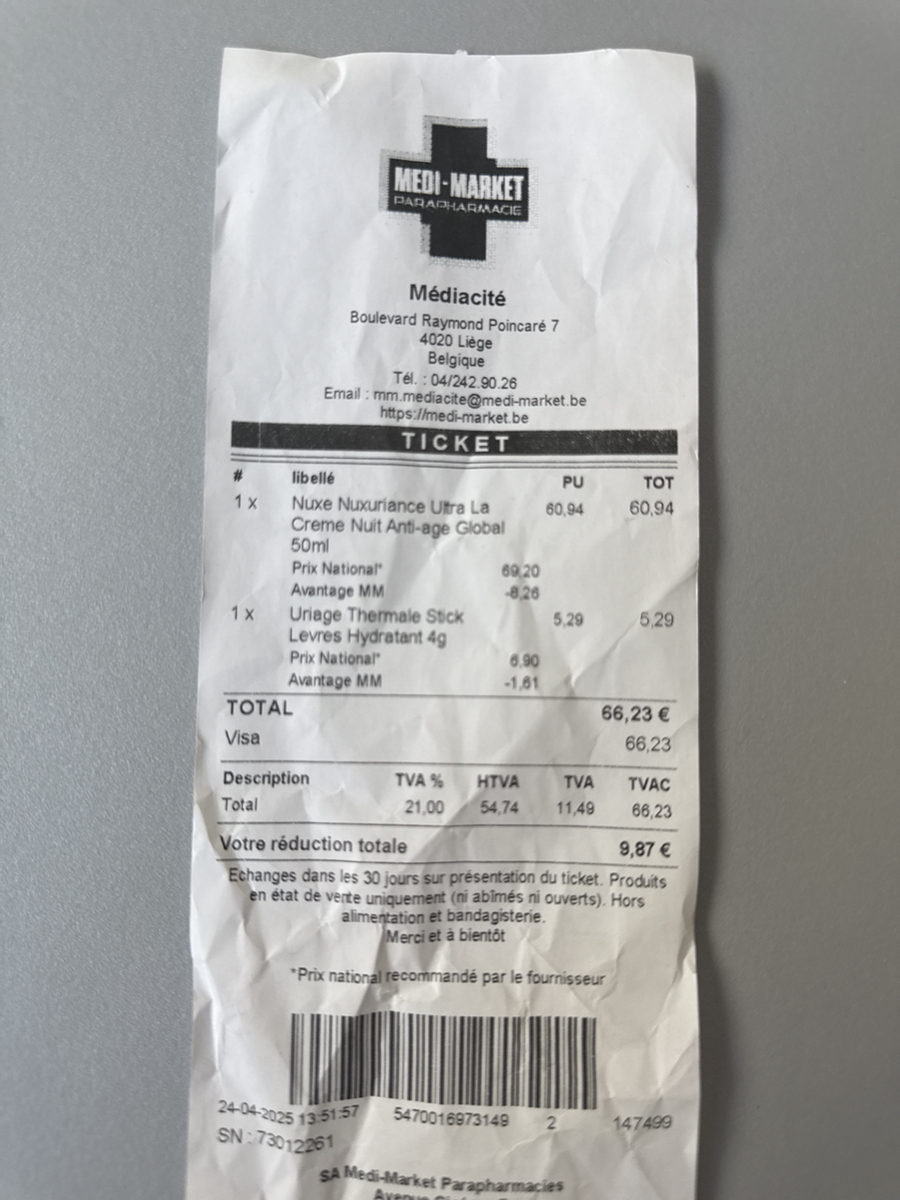 MEDI-MARKET
PARAPHARMACIE
Médiacité
Boulevard Raymond Poincaré 7
4020 Liège
Belgique
Tél. : 04/242.90.26
Email : mm.mediacite@medi-market.be
https://medi-market.be
TICKET
# libellé PU TOT
1 x Nuxe Nuxuriance Ultra La 60,94 60,94
Creme Nuit Anti-age Global
50ml
Prix National* 69,20
Avantage MM -8,26
1 x Uriage Thermale Stick 5,29 5,29
Levres Hydratant 4g
Prix National* 6,90
Avantage MM -1,61
TOTAL 66,23 €
Visa 66,23
Description TVA % HTVA TVA TVAC
Total 21,00 54,74 11,49 66,23
Votre réduction totale 9,87 €
Echanges dans les 30 jours sur présentation du ticket. Produits
en état de vente uniquement (ni abîmés ni ouverts). Hors
alimentation et bandagisterie.
Merci et à bientôt
*Prix national recommandé par le fournisseur
24-04-2025 13:51:57 5470016973149 2 147499
SN : 73012261
SA Medi-Market Parapharmacies
Avenue